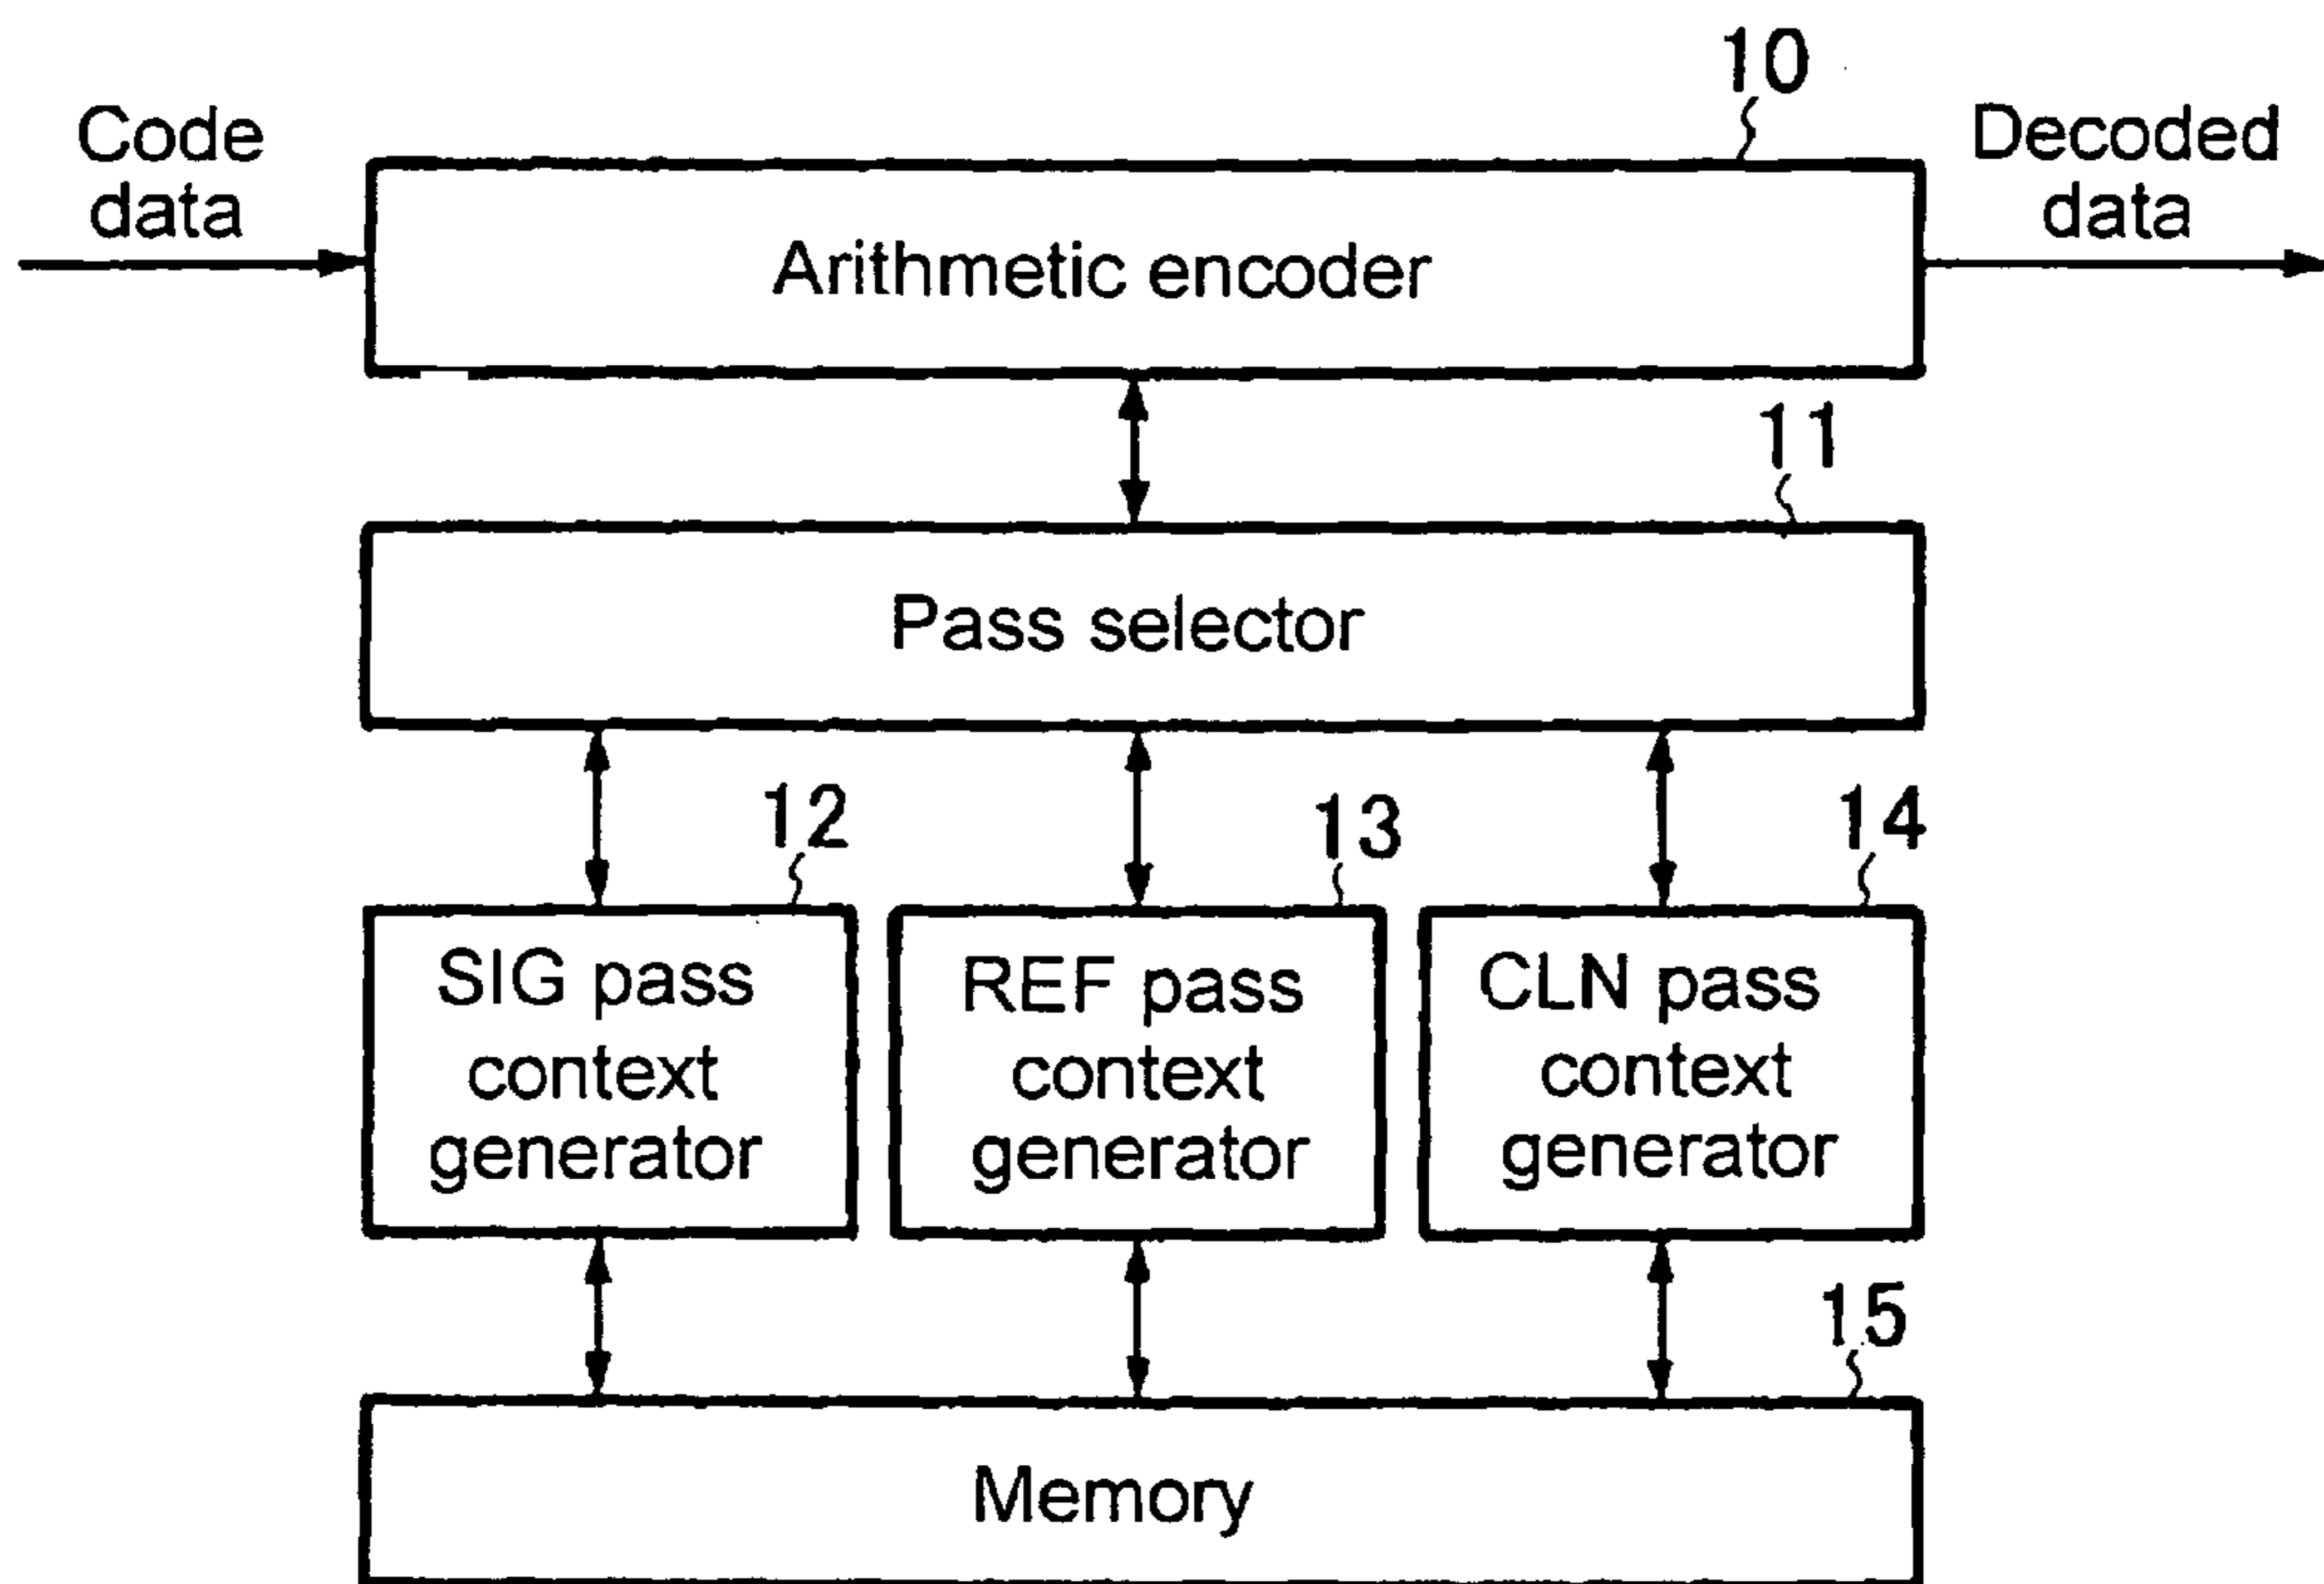 10
Code
data
Decoded
data
Arithmetic encoder
11
Pass selector
12
13
14
SIG pass
context
generator
REF pass
context
generator
CLN pass
context
generator
15
Memory